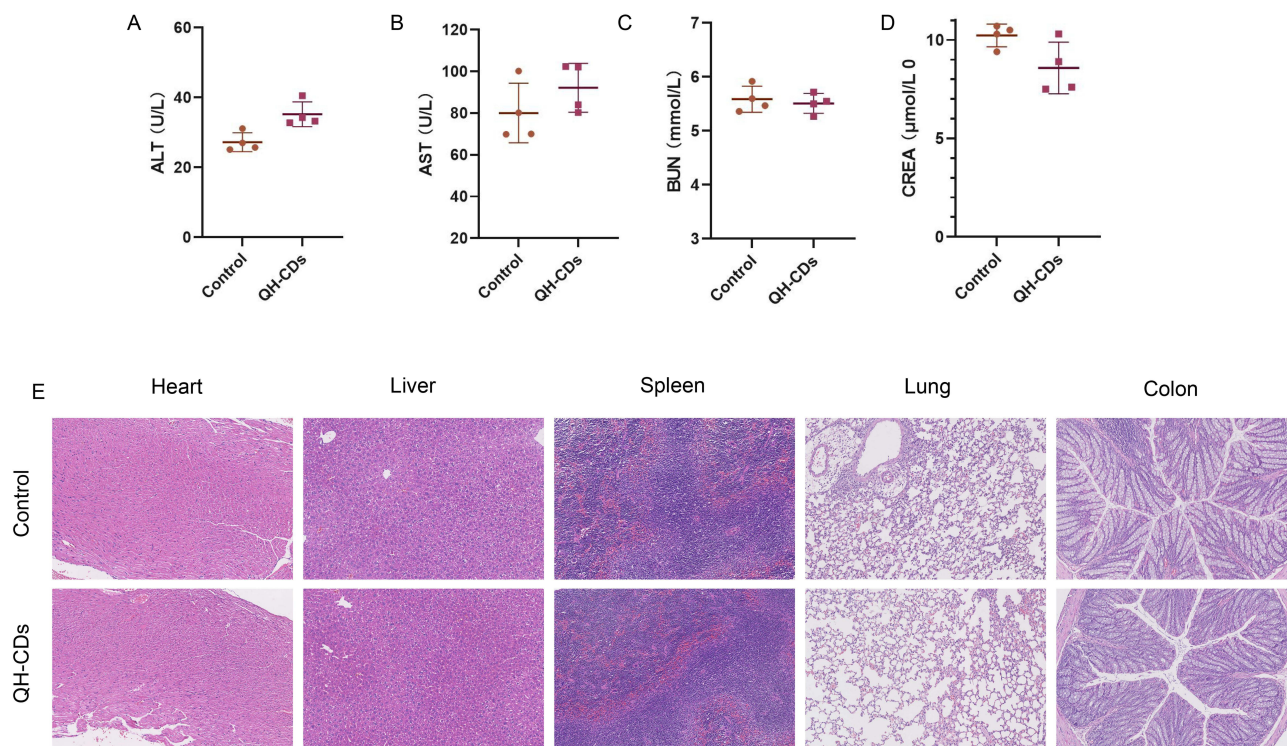 A
60
40
20
0
ALT (U/L)
Control
QH-CDs
B
120
100
80
60
40
20
AST (U/L)
Control
QH-CDs
C
7
6
5
4
3
BUN (mmol/L)
Control
QH-CDs
D
10
5
0
CREA (μmol/L 0
Control
QH-CDs
E
Heart
Liver
Spleen
Lung
Colon
Control
QH-CDs